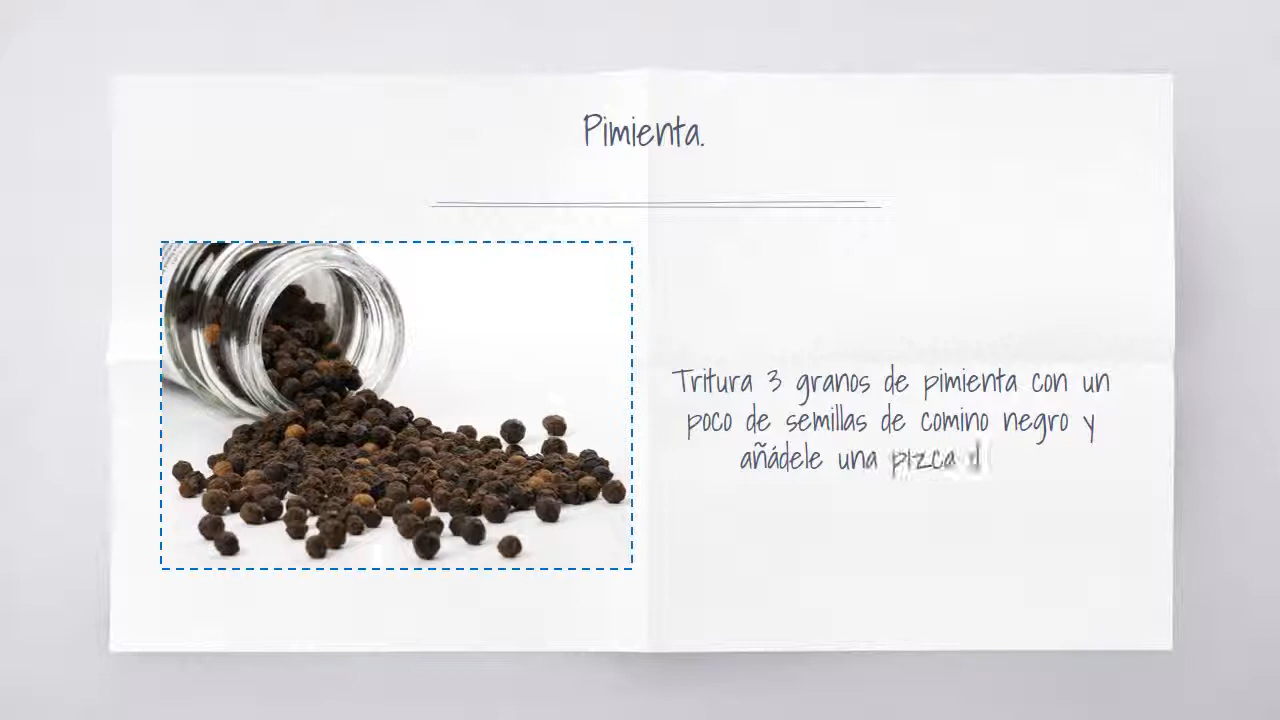 Pimienta.
Tritura 3 granos de pimienta con un
poco de semillas de comino negro y
añádele una pizca